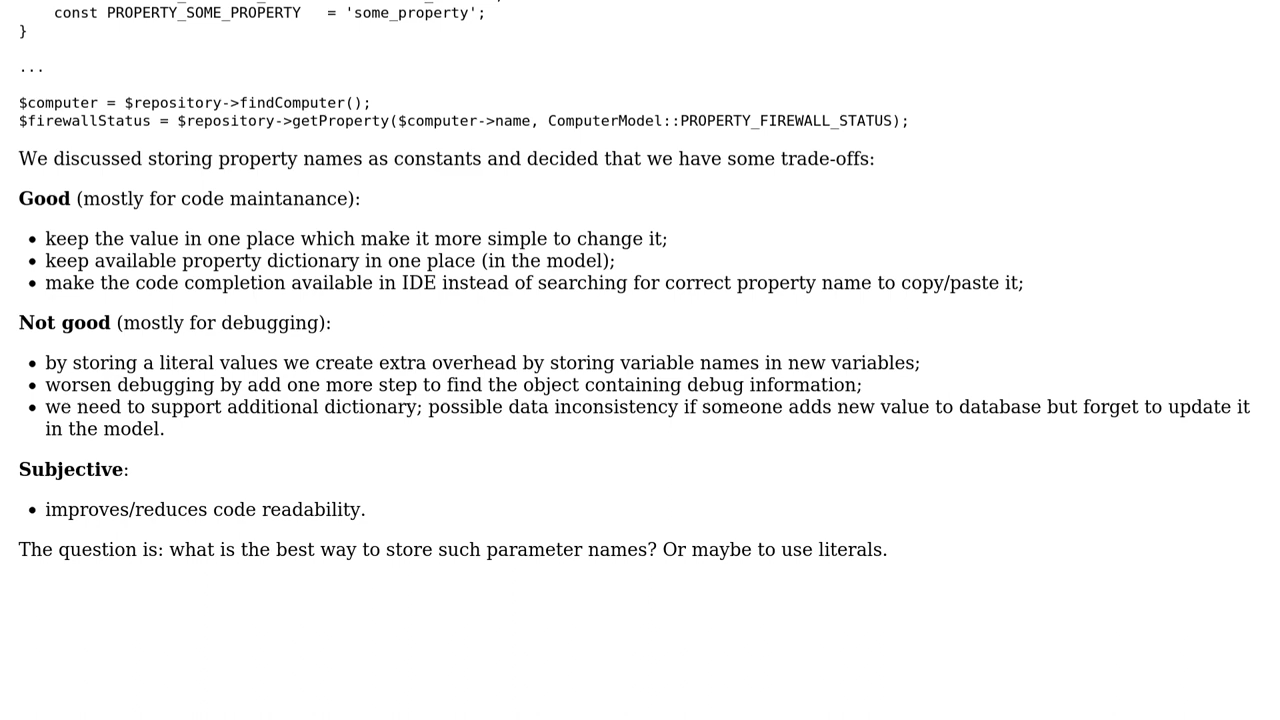 const PROPERTY_SOME_PROPERTY   = 'some_property';
}
...
$computer = $repository->findComputer();
$firewallStatus = $repository->getProperty($computer->name, ComputerModel::PROPERTY_FIREWALL_STATUS);
We discussed storing property names as constants and decided that we have some trade-offs:
Good (mostly for code maintanance):
• keep the value in one place which make it more simple to change it;
• keep available property dictionary in one place (in the model);
• make the code completion available in IDE instead of searching for correct property name to copy/paste it;
Not good (mostly for debugging):
• by storing a literal values we create extra overhead by storing variable names in new variables;
• worsen debugging by add one more step to find the object containing debug information;
• we need to support additional dictionary; possible data inconsistency if someone adds new value to database but forget to update it
in the model.
Subjective:
• improves/reduces code readability.
The question is: what is the best way to store such parameter names? Or maybe to use literals.